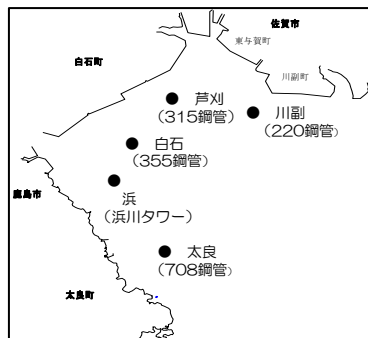 佐賀市
東与賀町
白石町
川副町
芦刈
(315鋼管)
川副
(220鋼管)
白石
(355鋼管)
鹿島市
浜
(浜川タワー)
太良
(708鋼管)
太良町